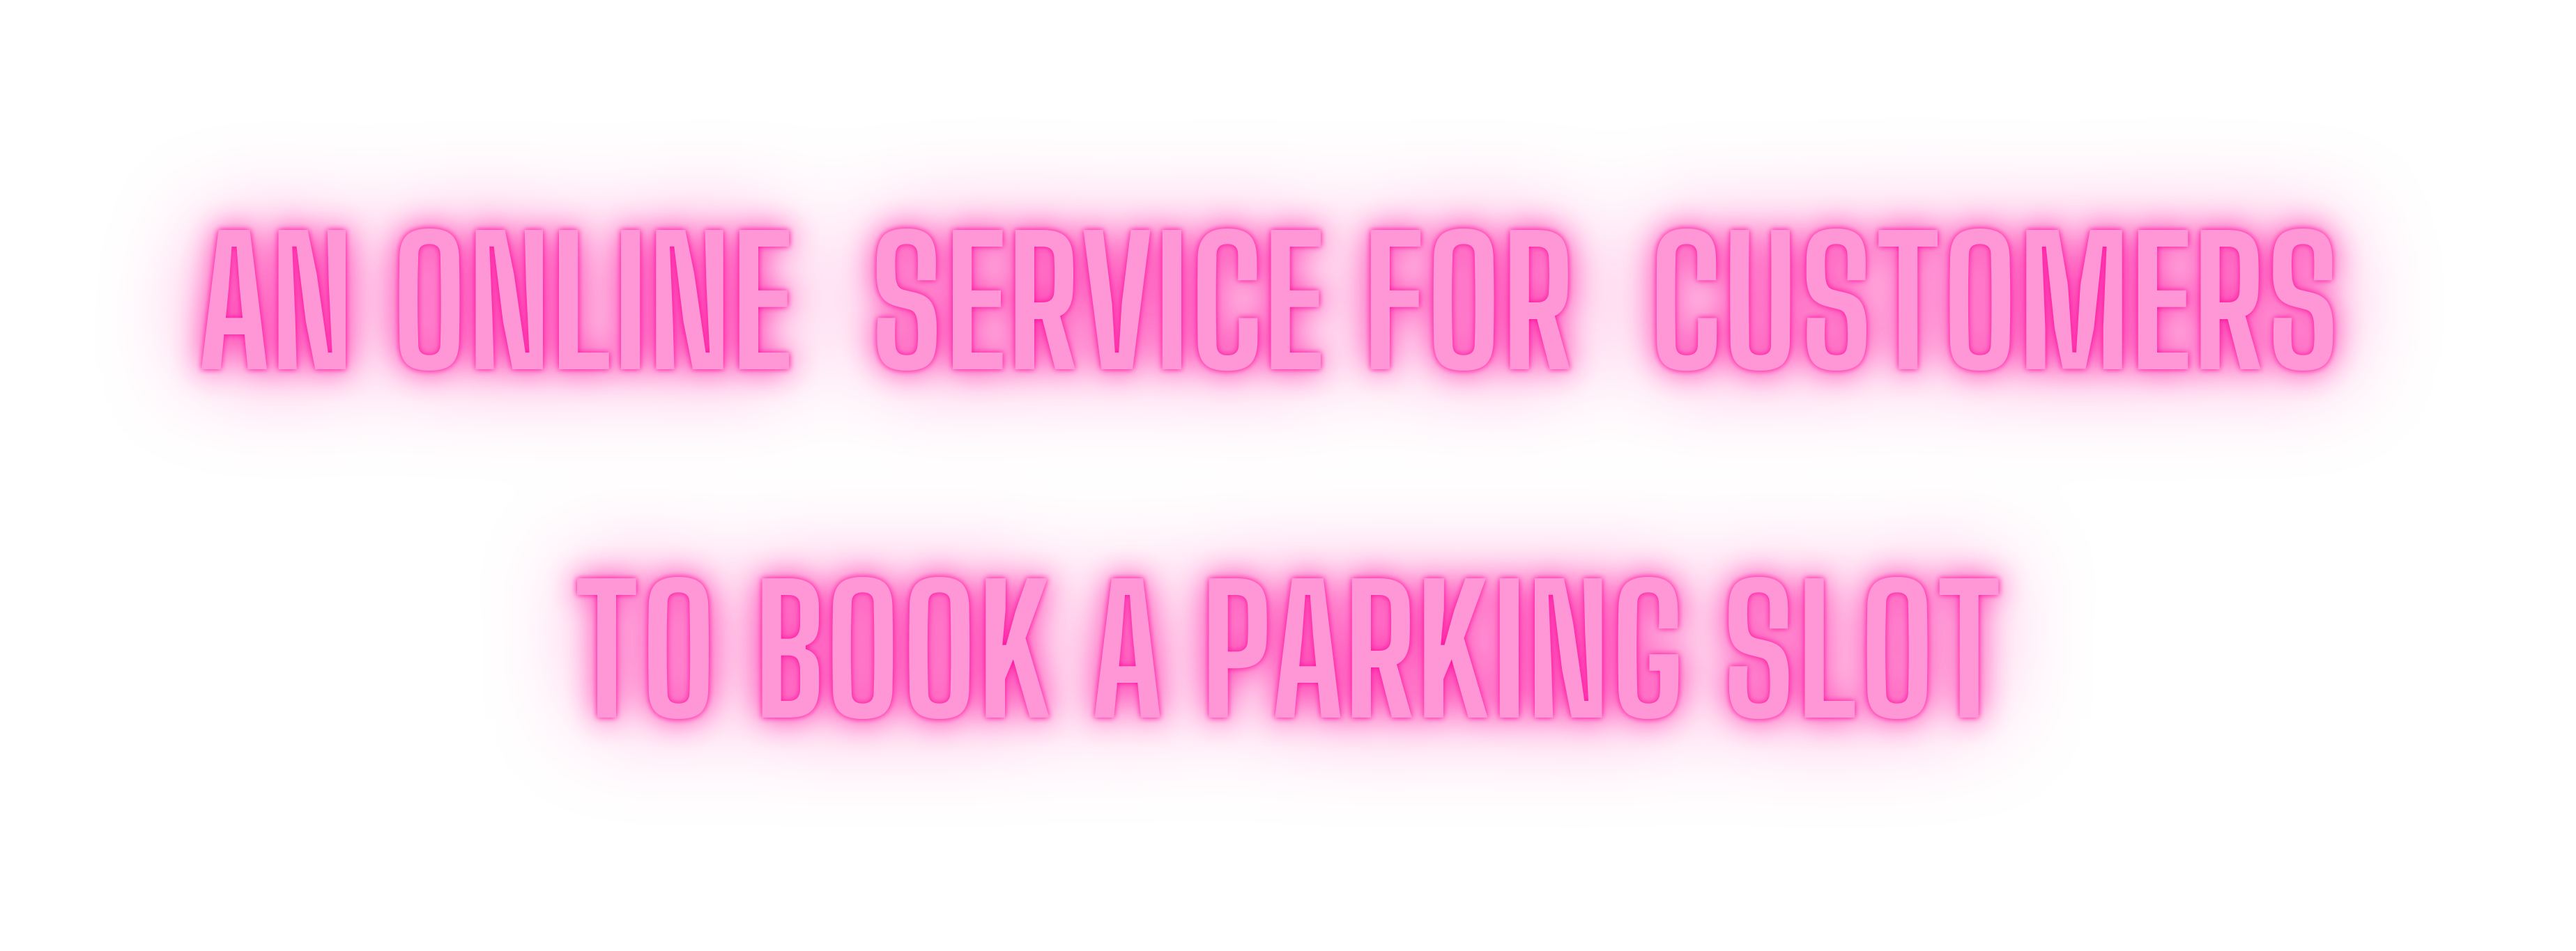 AN ONLINE  SERVICE FOR  CUSTOMERS
TO BOOK A PARKING SLOT